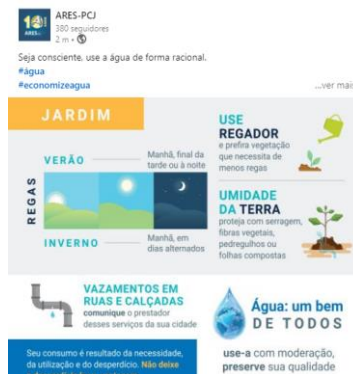 10
ARES-PCJ
ARES-PCJ
380 seguidores
2 m •
Seja consciente, use a água de forma racional.
#água
#economizeagua
...ver mais
JARDIM
REGAS
VERÃO
Manhã, final da
tarde ou à noite
INVERNO
Manhã, em
dias alternados
USE
REGADOR
e prefira vegetação
que necessita de
menos regas
UMIDADE
DA TERRA
proteja com serragem,
fibras vegetais,
pedregulhos ou
folhas compostas
VAZAMENTOS EM
RUAS E CALÇADAS
comunique o prestador
desses serviços da sua cidade
Água: um bem
DE TODOS
use-a com moderação,
preserve sua qualidade
Seu consumo é resultado da necessidade,
da utilização e do desperdício. Não deixe